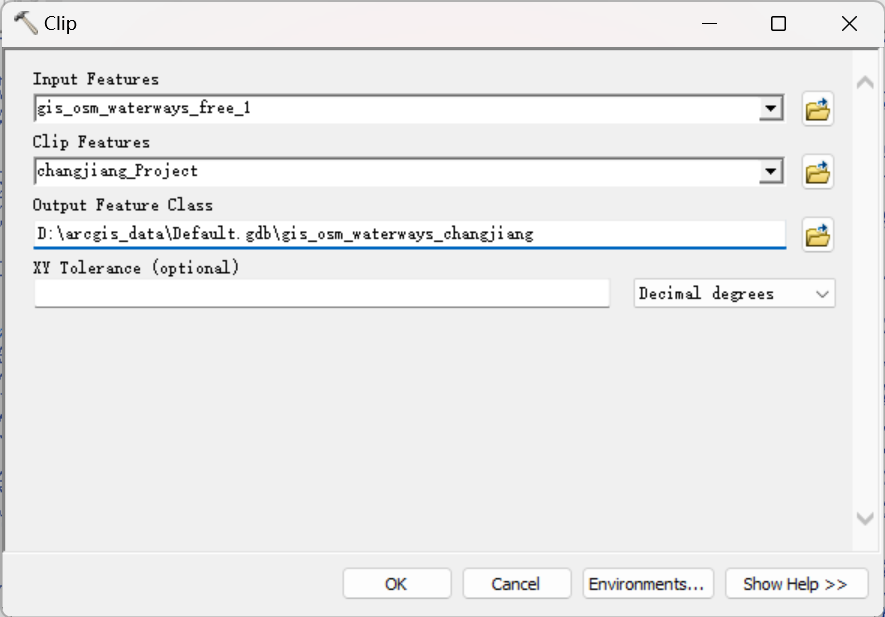 Clip
Input Features
gis_osm_waterways_free_1
Clip Features
changjiang_Project
Output Feature Class
D:\arcgis_data\Default.gdb\gis_osm_waterways_changjiang
XY Tolerance (optional)
Decimal degrees
OK Cancel Environments... Show Help >>